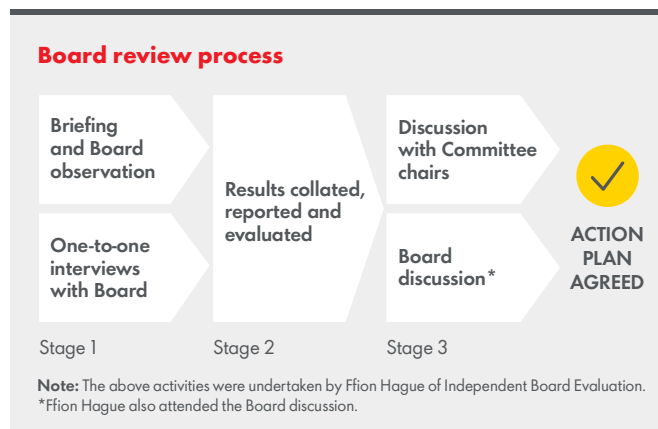 Board review process
Briefing
and Board
observation
One-to-one
interviews
with Board
Results collated,
reported and
evaluated
Discussion
with Committee
chairs
Board
discussion*
ACTION
PLAN
AGREED
Stage 1
Stage 2
Stage 3
Note: The above activities were undertaken by Ffion Hague of Independent Board Evaluation.
*Ffion Hague also attended the Board discussion.